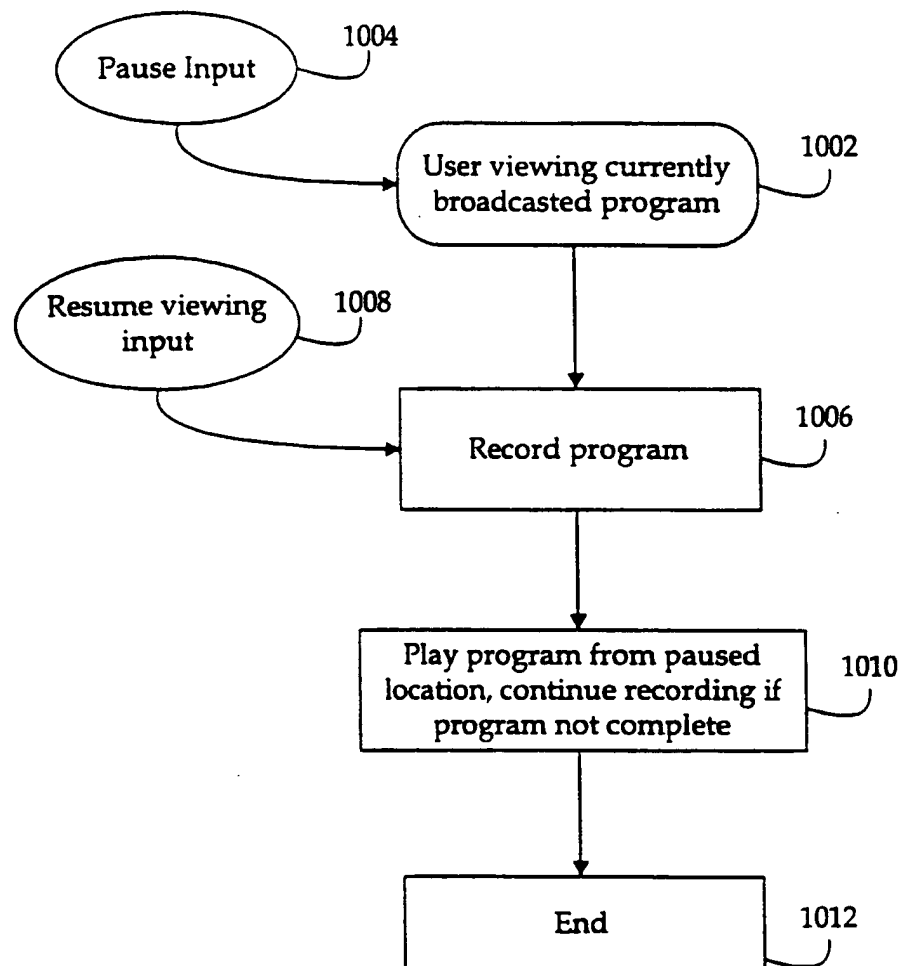 1004
Pause Input
1002
User viewing currently
broadcasted program
1008
Resume viewing
input
1006
Record program
Play program from paused
location, continue recording if
program not complete
1010
End
1012